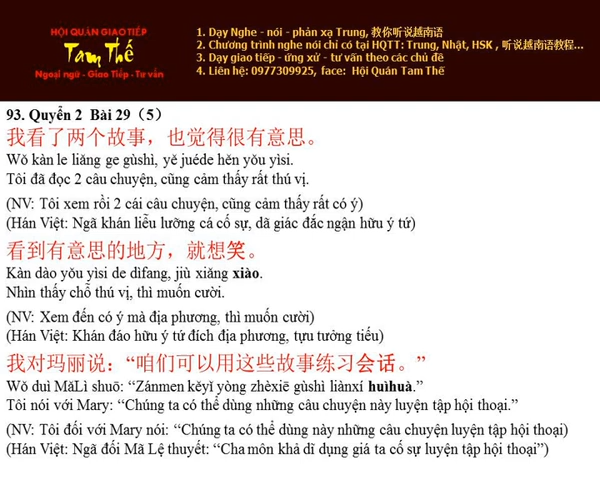 HỘI QUÁN GIAO TIẾP
Tam Thế
Ngoại ngữ - Giao Tiếp - Tư vấn
1. Dạy Nghe - nói - phản xạ Trung, 教你听说越南语
2. Chương trình nghe nói chỉ có tại HQTT: Trung, Nhật, HSK , 听说越南语教程...
3. Dạy giao tiếp - ứng xử - tư vấn theo các chủ đề
4. Liên hệ: 0977309925, face: Hội Quán Tam Thế
93. Quyển 2 Bài 29（5）
我看了两个故事，也觉得很有意思。
Wǒ kàn le liǎng ge gùshì, yě juéde hěn yǒu yìsi.
Tôi đã đọc 2 câu chuyện, cũng cảm thấy rất thú vị.
(NV: Tôi xem rồi 2 cái câu chuyện, cũng cảm thấy rất có ý)
(Hán Việt: Ngã khán liễu lưỡng cá cố sự, dã giác đắc ngận hữu ý tứ)
看到有意思的地方，就想笑。
Kàn dào yǒu yìsi de dìfang, jiù xiǎng xiào.
Nhìn thấy chỗ thú vị, thì muốn cười.
(NV: Xem đến có ý mà địa phương, thì muốn cười)
(Hán Việt: Khán đáo hữu ý tứ đích địa phương, tựu tưởng tiếu)
我对玛丽说：“咱们可以用这些故事练习会话。”
Wǒ duì MǎLì shuō: “Zánmen kěyǐ yòng zhèxiē gùshì liànxí huìhuà.”
Tôi nói với Mary: “Chúng ta có thể dùng những câu chuyện này luyện tập hội thoại.”
(NV: Tôi đối với Mary nói: “Chúng ta có thể dùng này những câu chuyện luyện tập hội thoại)
(Hán Việt: Ngã đối Mã Lệ thuyết: “Cha môn khả dĩ dụng giá ta cố sự luyện tập hội thoại”)